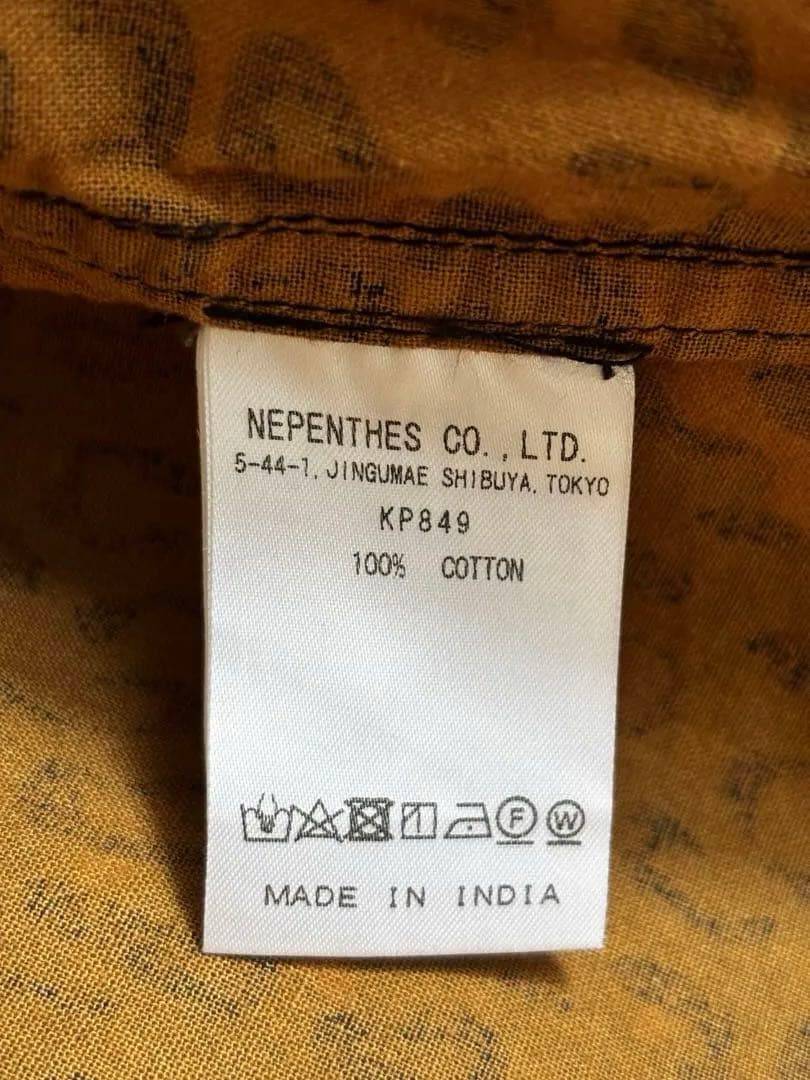 NEPENTHES CO.,LTD.
5-44-1, JINGUMAE SHIBUYA, TOKYO
KP849
100% COTTON
F W
MADE IN INDIA